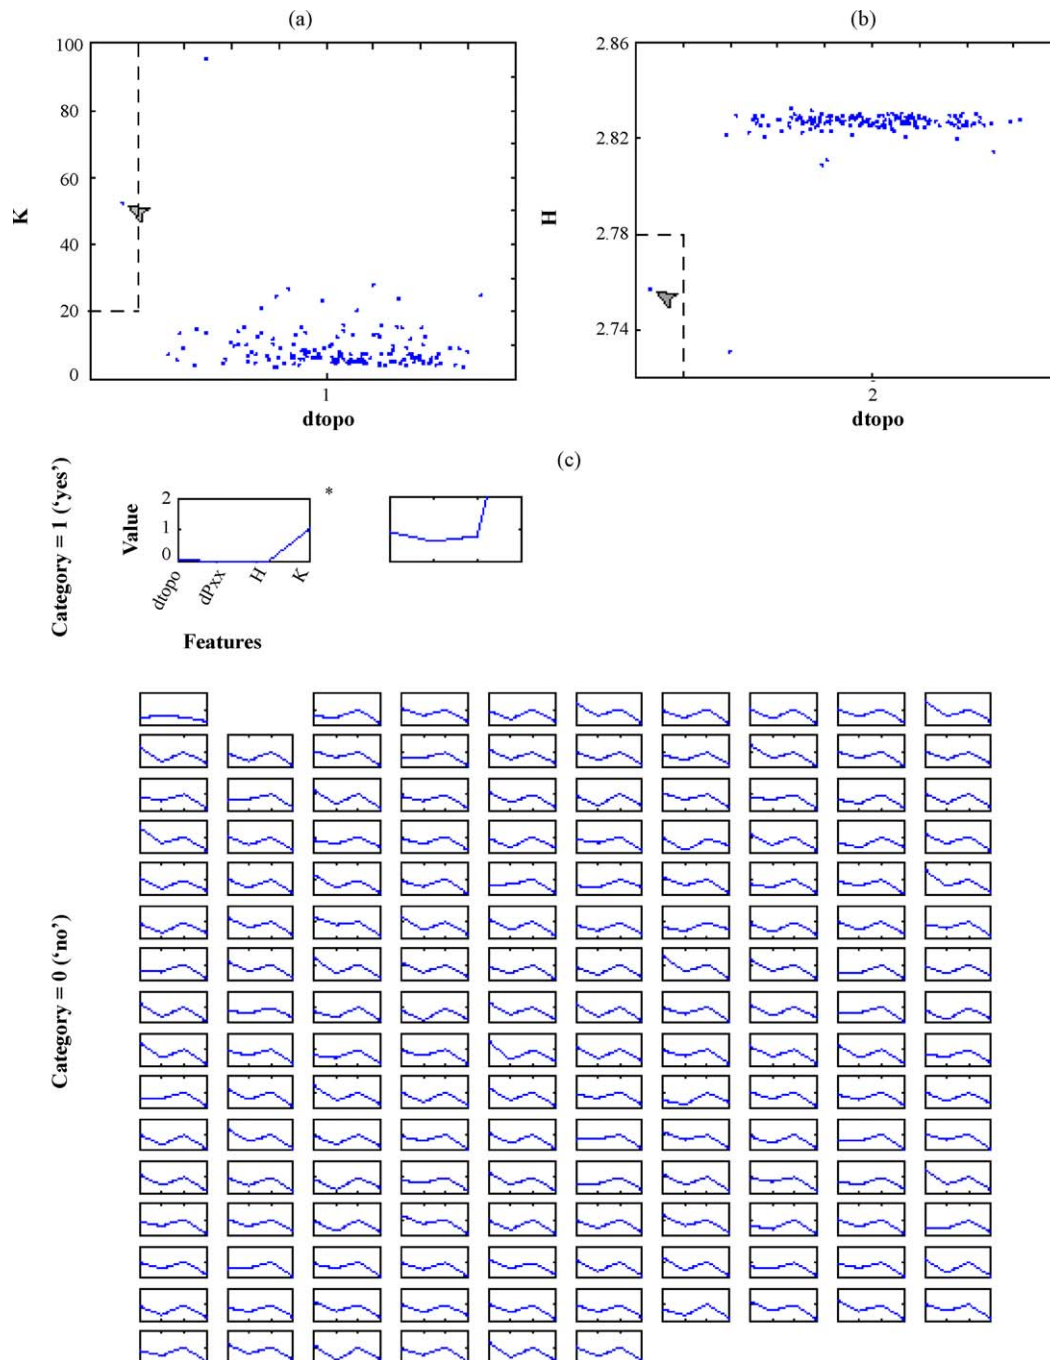 (a)
100
80
60
40
20
0
K
1
dtopo
(b)
2.86
2.82
2.78
2.74
H
2
dtopo
(c)
Category = 1 (‘yes’)
Value
2
1
0
*
dtopo
dPxx
H
K
Features
Category = 0 (‘no’)